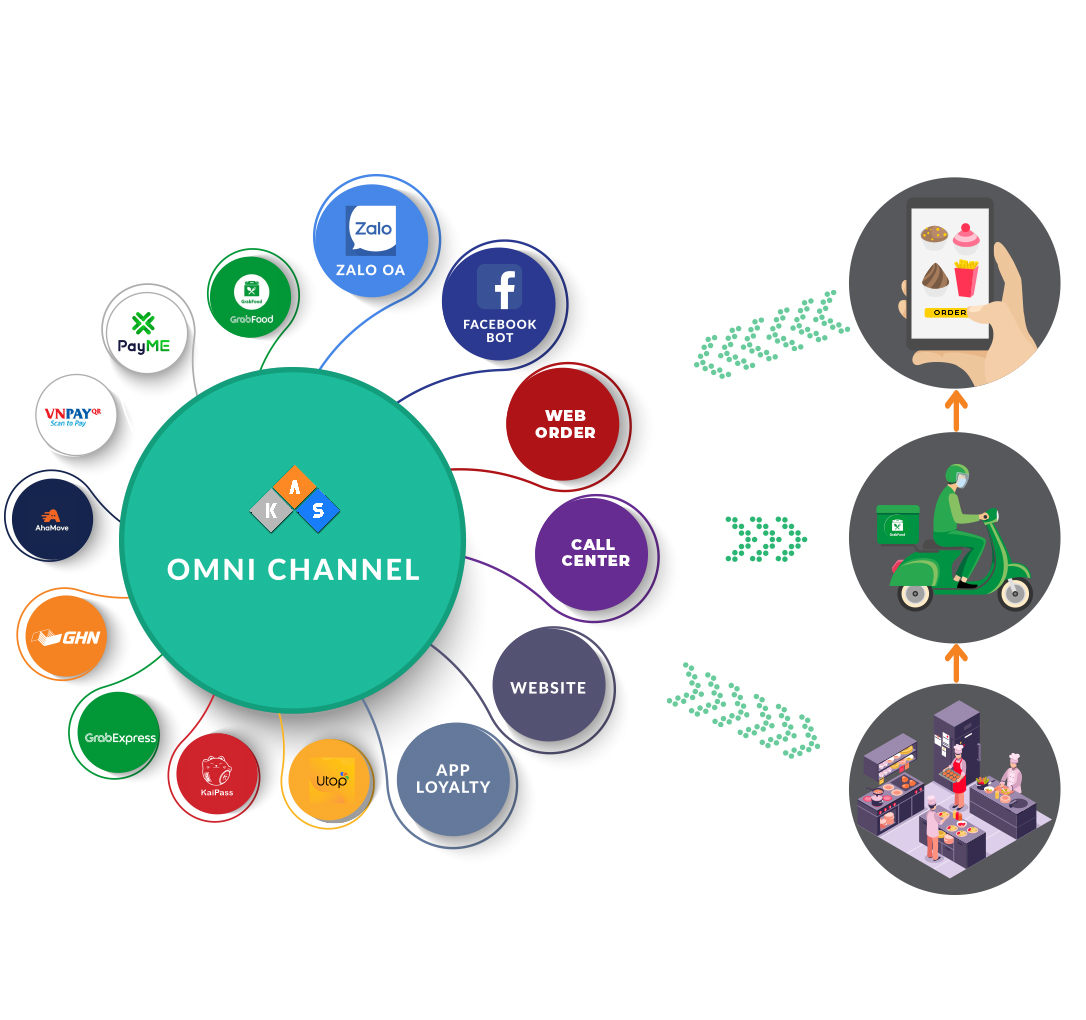 Zalo
ZALO OA
FACEBOOK
BOT
WEB
ORDER
CALL
CENTER
WEBSITE
APP
LOYALTY
Utop
KaiPass
GrabExpress
GHN
AhaMove
VNPAY QR
Scan to Pay
PayME
GrabFood
GrabFood
A
K S
OMNI CHANNEL
ORDER
GrabFood